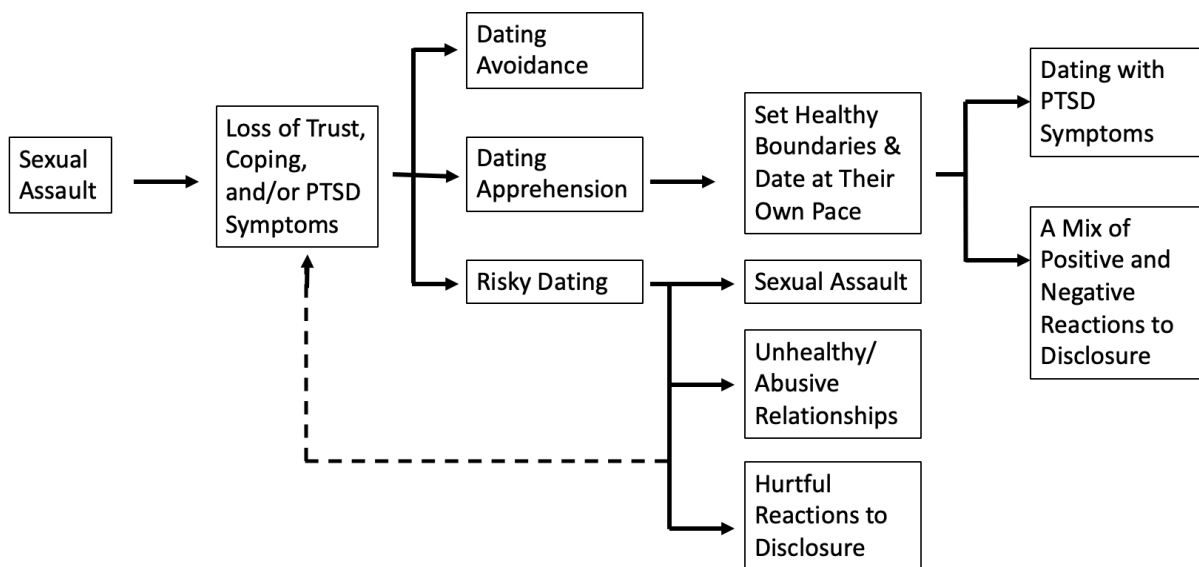 Sexual
Assault
Loss of Trust,
Coping,
and/or PTSD
Symptoms
Dating
Avoidance
Dating
Apprehension
Risky Dating
Set Healthy
Boundaries &
Date at Their
Own Pace
Sexual Assault
Unhealthy/
Abusive
Relationships
Hurtful
Reactions to
Disclosure
Dating with
PTSD
Symptoms
A Mix of
Positive and
Negative
Reactions to
Disclosure